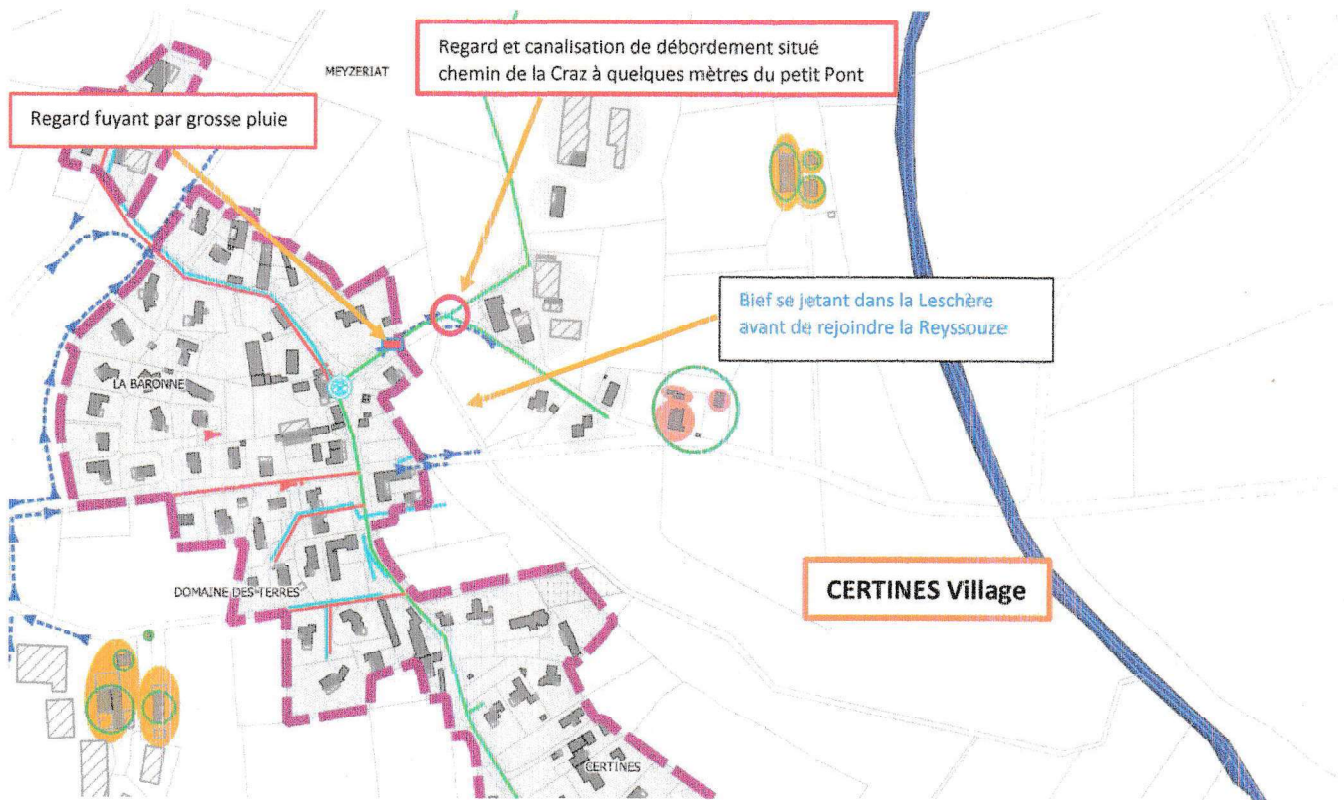 Regard et canalisation de débordement situé
chemin de la Craz à quelques mètres du petit Pont
MEYZERIAT
Regard fuyant par grosse pluie
Bief se jetant dans la Leschère
avant de rejoindre la Reyssouze
LA BARONNE
CERTINES Village
DOMAINE DES TERRES
CERTINES